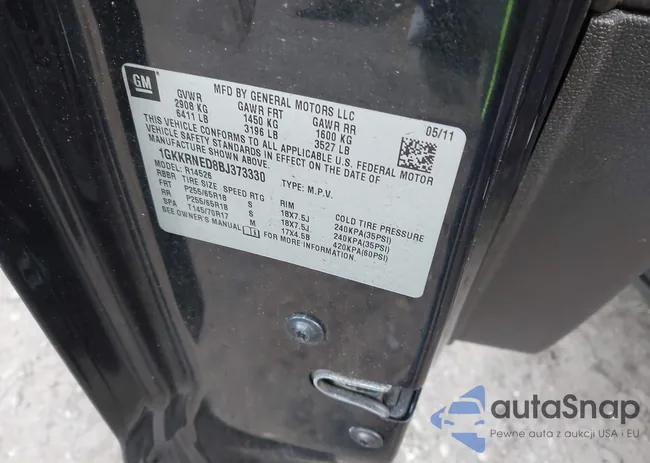 GM
MFD BY GENERAL MOTORS LLC
05/11
GVWR GAWR FRT GAWR RR
2908 KG 1450 KG 1600 KG
6411 LB 3196 LB 3527 LB
THIS VEHICLE CONFORMS TO ALL APPLICABLE U.S. FEDERAL MOTOR
VEHICLE SAFETY STANDARDS IN EFFECT ON THE DATE OF
MANUFACTURE SHOWN ABOVE.
1GKKRNED8BJ373330 TYPE: M.P.V.
MODEL: R14526
RBBR TIRE SIZE SPEED RTG RIM COLD TIRE PRESSURE
FRT P255/65R18 S 18X7.5J 240KPA(35PSI)
RR P255/65R18 S 18X7.5J 240KPA(35PSI)
SPA T145/70R17 M 17X4.5B 420KPA(60PSI)
SEE OWNER'S MANUAL FOR MORE INFORMATION.
autaSnap
Pewne auta z aukcji USA i EU